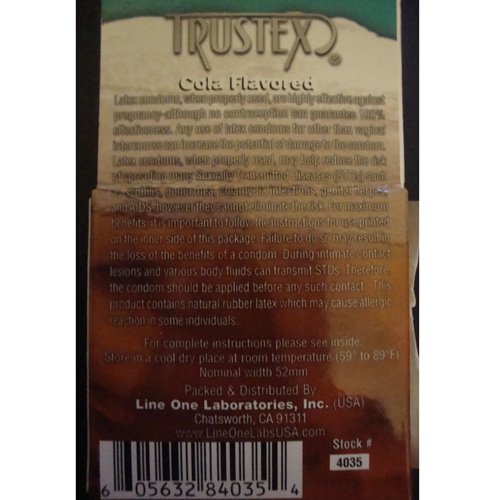 TRUSTEX®
Cola Flavored
Latex condoms, when properly used, are highly effective against
pregnancy-although no contraception can guarantee 100%
effectiveness. Any use of latex condoms for other than vaginal
intercourse can increase the potential of damage to the condom.
Latex condoms, when properly used, may help reduce the risk
of spreading many Sexually Transmitted Diseases (STDs) such
as syphilis, gonorrhea, chlamydia infections, genital herpes
and AIDS, however they cannot eliminate the risk. For maximum
benefits, it is important to follow the instructions for use, printed
on the inner side of this package. Failure to do so may result in
the loss of the benefits of a condom. During intimate contact
lesions and various body fluids can transmit STDs. Therefore,
the condom should be applied before any such contact. This
product contains natural rubber latex which may cause allergic
reaction in some individuals.
For complete instructions please see inside.
Store in a cool dry place at room temperature (59° to 89°F)
Nominal width 52mm
Packed & Distributed By
Line One Laboratories, Inc. (USA)
Chatsworth, CA 91311
www.LineOneLabsUSA.com
Stock #
4035
6 05632 84035 4